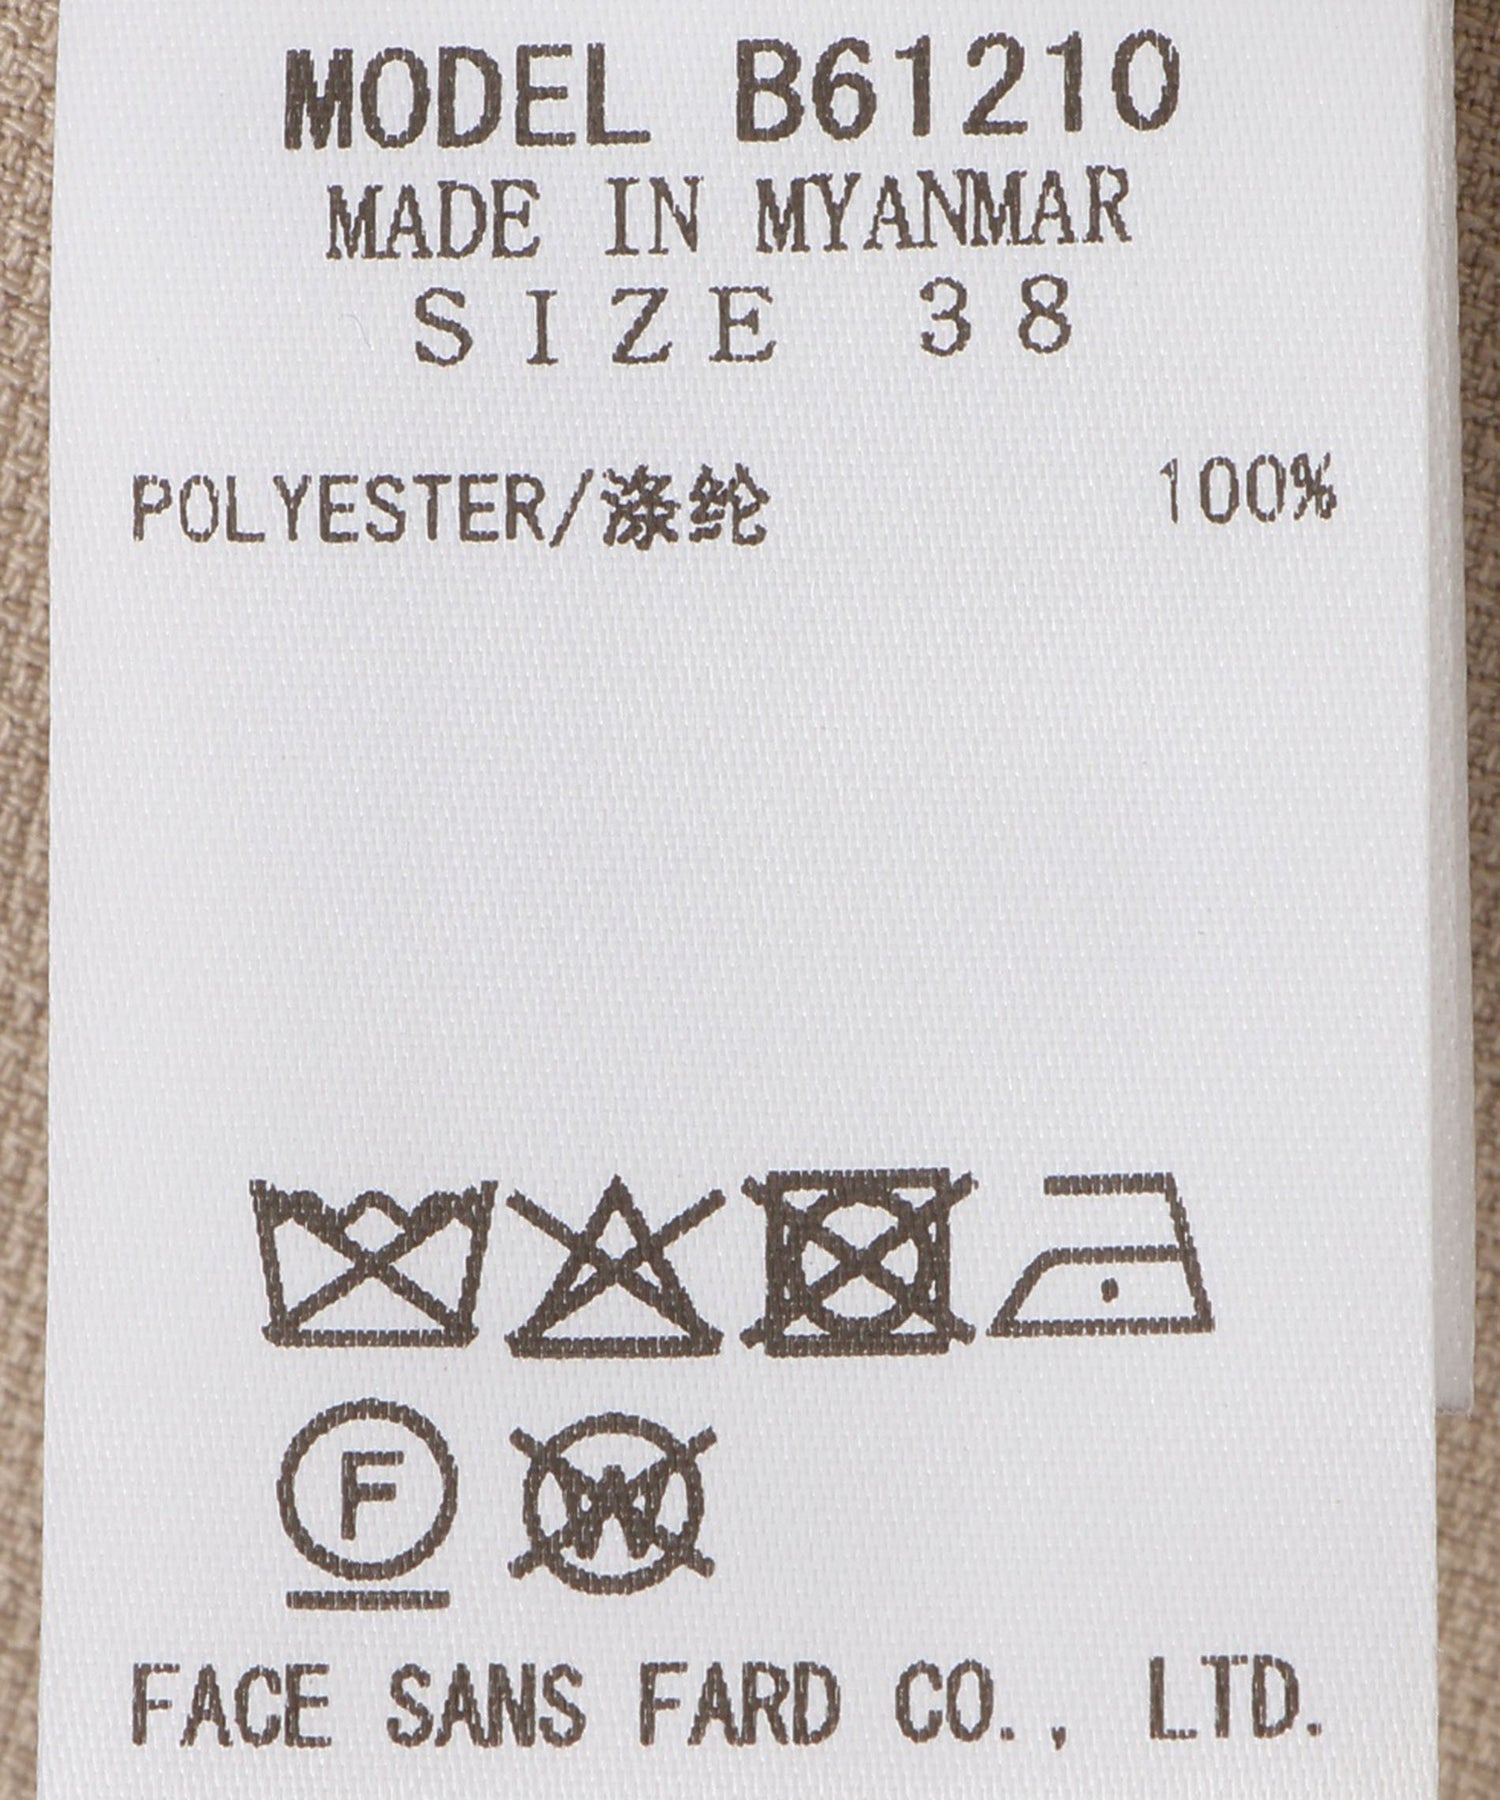 MODEL B61210
MADE IN MYANMAR
SIZE 38
POLYESTER/涤纶 100%
F
W
FACE SANS FARD CO., LTD.